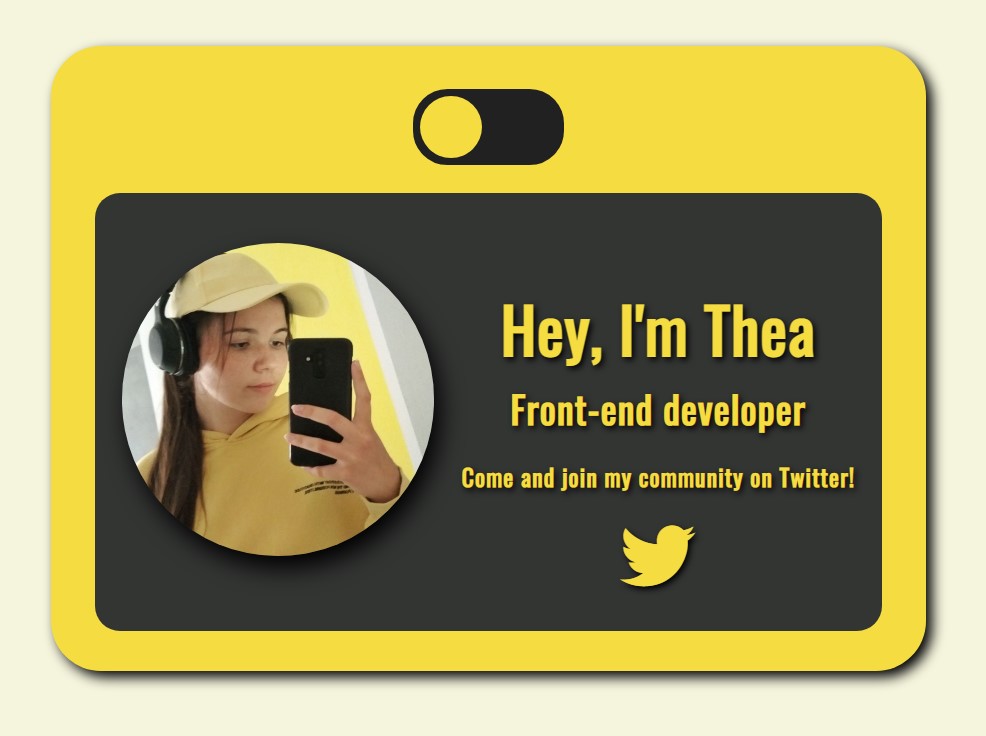 Hey, I'm Thea
Front-end developer
Come and join my community on Twitter!